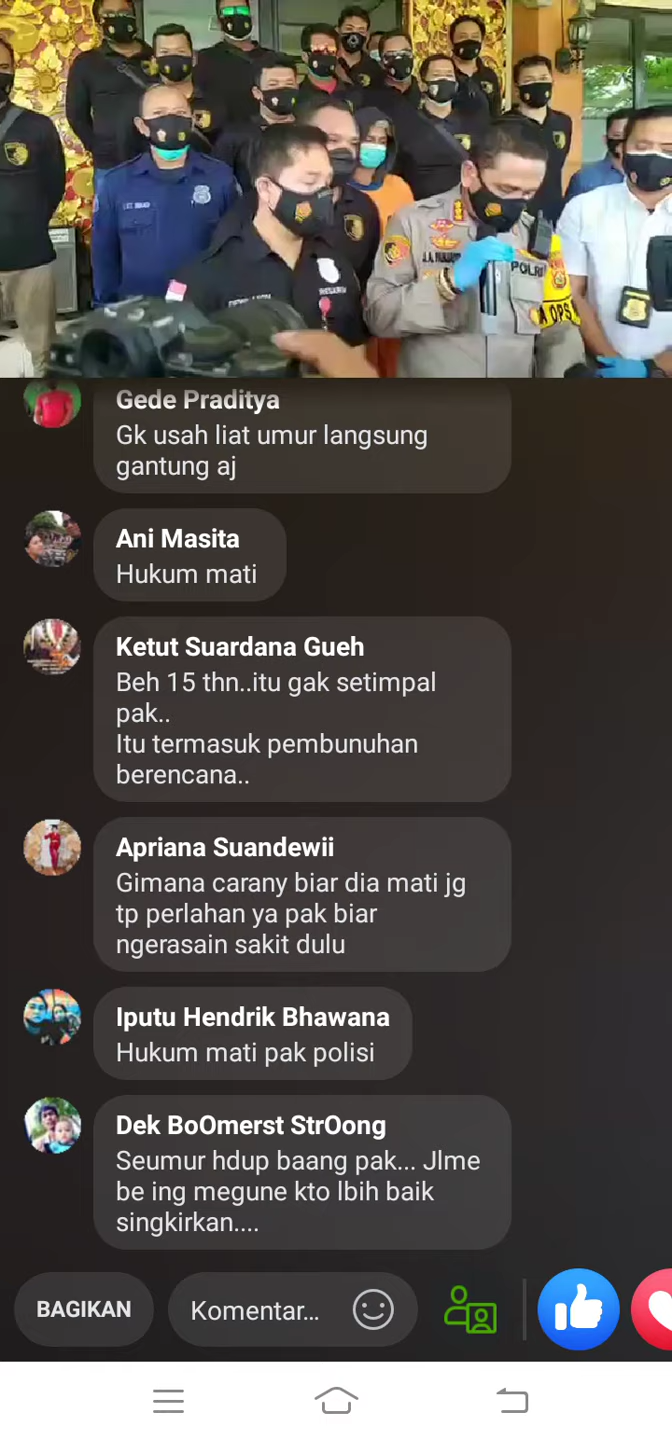 POLRI
A OPS
Gede Praditya
Gk usah liat umur langsung
gantung aj
Ani Masita
Hukum mati
Ketut Suardana Gueh
Beh 15 thn..itu gak setimpal
pak..
Itu termasuk pembunuhan
berencana..
Apriana Suandewii
Gimana carany biar dia mati jg
tp perlahan ya pak biar
ngerasain sakit dulu
Iputu Hendrik Bhawana
Hukum mati pak polisi
Dek BoOmerst StrOong
Seumur hdup baang pak... Jlme
be ing megune kto lbih baik
singkirkan....
BAGIKAN
Komentar...